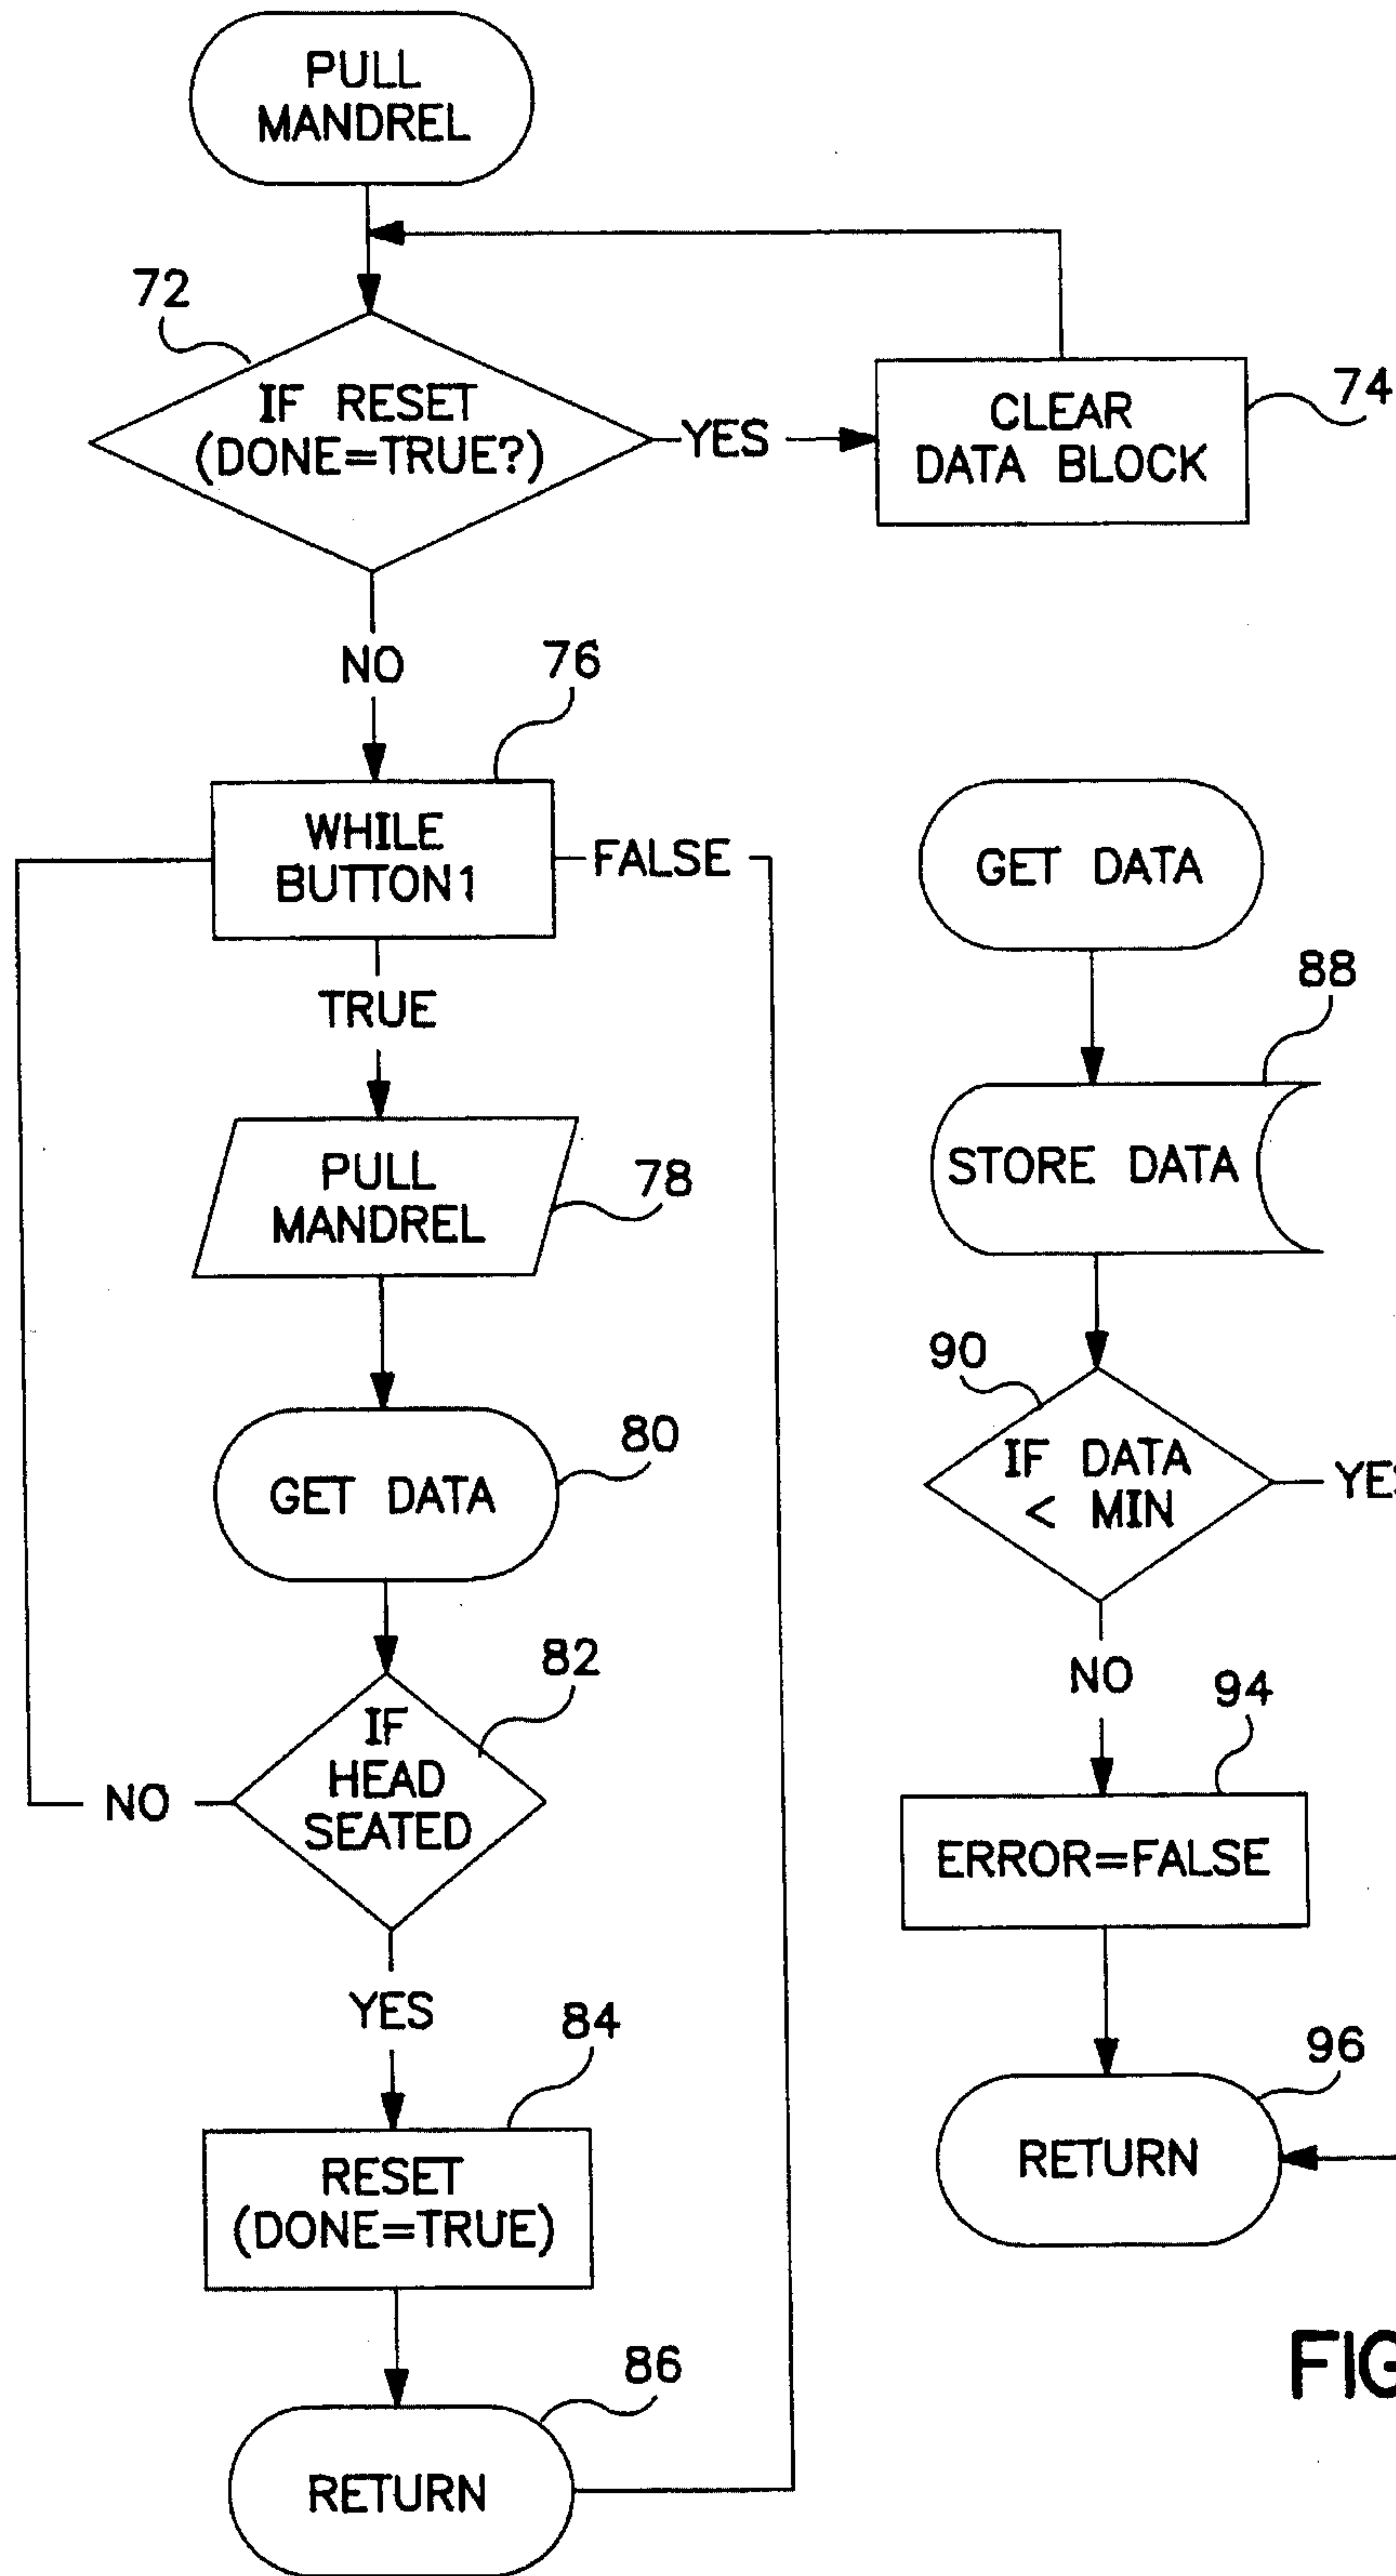 PULL
MANDREL
72
IF RESET
(DONE=TRUE?)
YES
CLEAR
DATA BLOCK
74
NO
76
WHILE
BUTTON1
FALSE
TRUE
PULL
MANDREL
78
GET DATA
80
IF
HEAD
SEATED
82
NO
YES
84
RESET
(DONE=TRUE)
86
RETURN
GET DATA
88
STORE DATA
90
IF DATA
< MIN
NO
94
ERROR=FALSE
96
RETURN